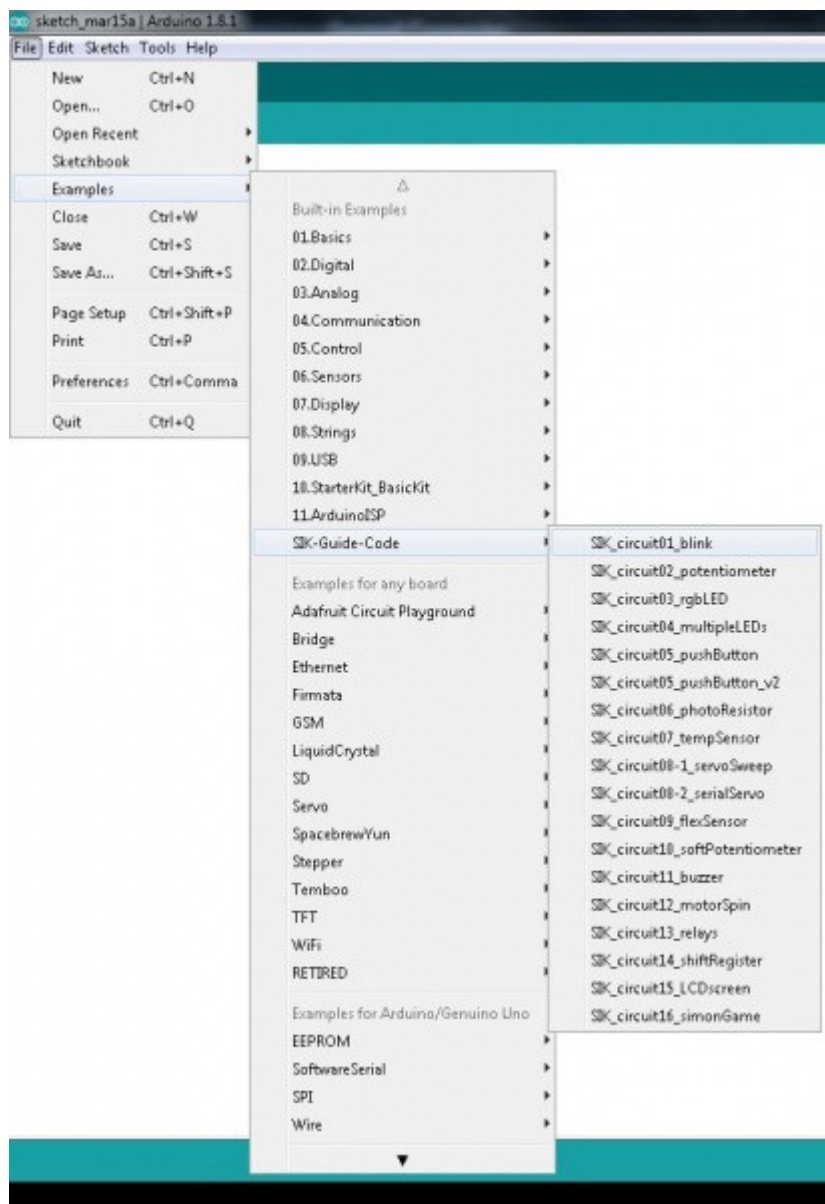 sketch_mar15a | Arduino 1.8.1
File Edit Sketch Tools Help
New Ctrl+N
Open... Ctrl+O
Open Recent
Sketchbook
Examples
Close Ctrl+W
Save Ctrl+S
Save As... Ctrl+Shift+S
Page Setup Ctrl+Shift+P
Print Ctrl+P
Preferences Ctrl+Comma
Quit Ctrl+Q
Built-in Examples
01.Basics
02.Digital
03.Analog
04.Communication
05.Control
06.Sensors
07.Display
08.Strings
09.USB
10.StarterKit_BasicKit
11.ArduinoISP
SIK-Guide-Code
Examples for any board
Adafruit Circuit Playground
Bridge
Ethernet
Firmata
GSM
LiquidCrystal
SD
Servo
SpacebrewYun
Stepper
Temboo
TFT
WiFi
RETIRED
Examples for Arduino/Genuino Uno
EEPROM
SoftwareSerial
SPI
Wire
SIK_circuit01_blink
SIK_circuit02_potentiometer
SIK_circuit03_rgbLED
SIK_circuit04_multipleLEDs
SIK_circuit05_pushButton
SIK_circuit05_pushButton_v2
SIK_circuit06_photoResistor
SIK_circuit07_tempSensor
SIK_circuit08-1_servoSweep
SIK_circuit08-2_serialServo
SIK_circuit09_flexSensor
SIK_circuit10_softPotentiometer
SIK_circuit11_buzzer
SIK_circuit12_motorSpin
SIK_circuit13_relays
SIK_circuit14_shiftRegister
SIK_circuit15_LCDscreen
SIK_circuit16_simonGame